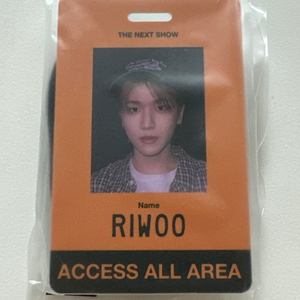 THE NEXT SHOW
Name
RIWOO
ACCESS ALL AREA